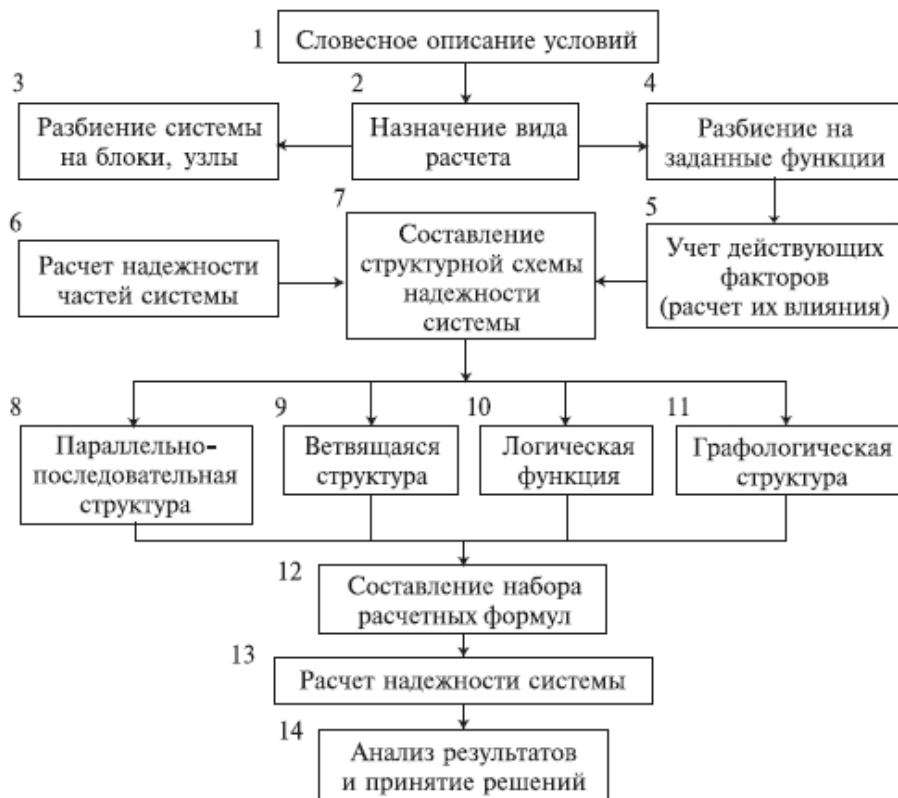 1
Словесное описание условий
3
2
4
Разбиение системы
на блоки, узлы
Назначение вида
расчета
Разбиение на
заданные функции
6
7
5
Расчет надежности
частей системы
Составление
структурной схемы
надежности
системы
Учет действующих
факторов
(расчет их влияния)
8
9
10
11
Параллельно-
последовательная
структура
Ветвящаяся
структура
Логическая
функция
Графологическая
структура
12
Составление набора
расчетных формул
13
Расчет надежности системы
14
Анализ результатов
и принятие решений